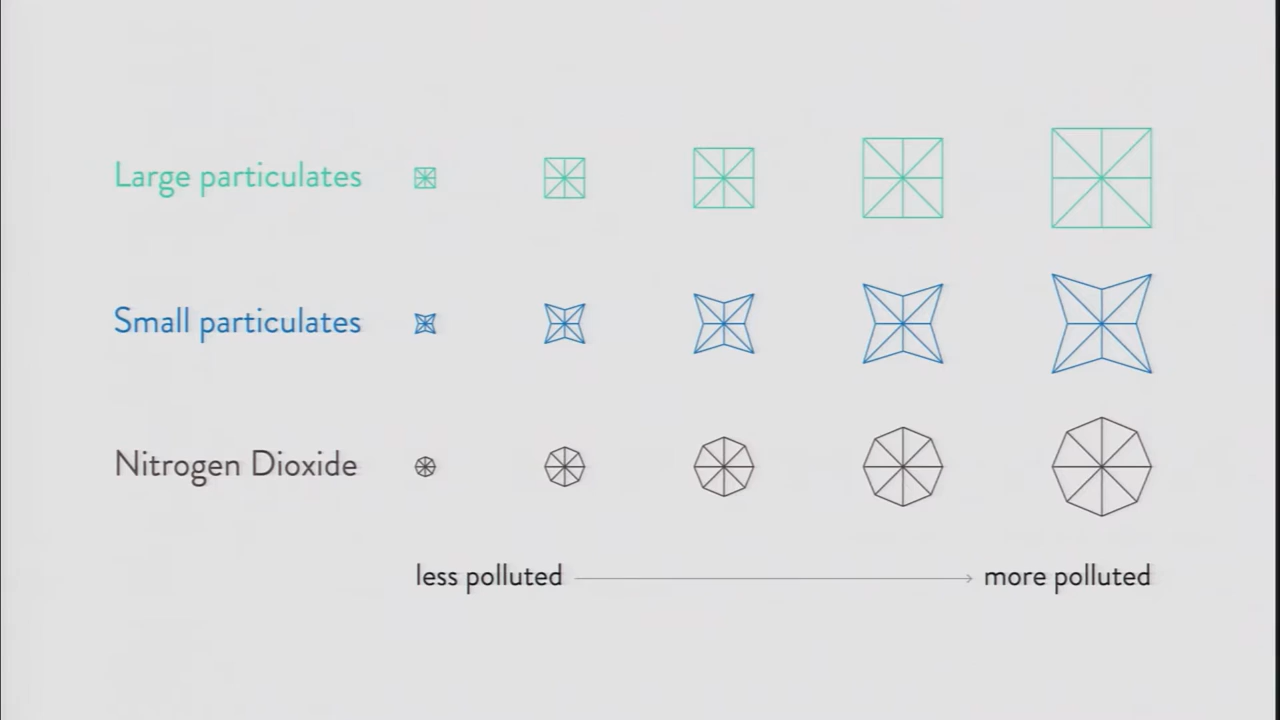 Large particulates
Small particulates
Nitrogen Dioxide
less polluted
more polluted